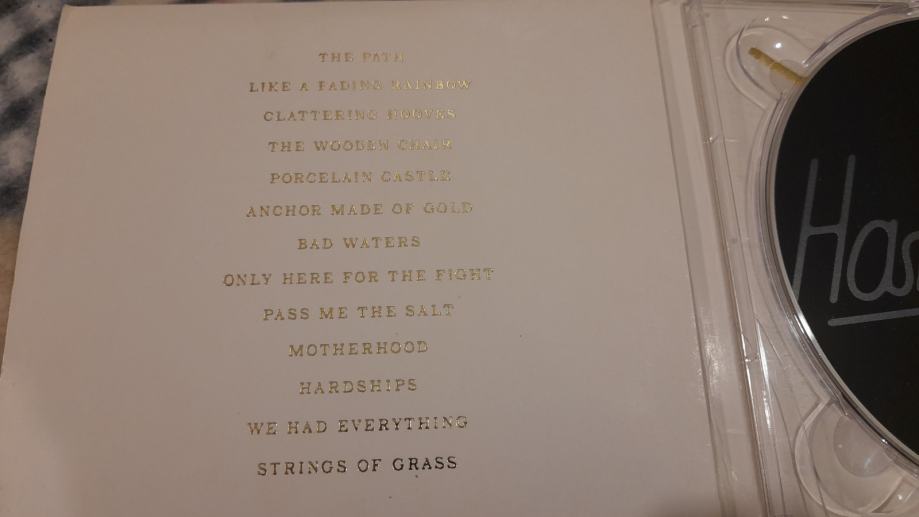 THE PATH
LIKE A FADING RAINBOW
CLATTERING HOOVES
THE WOODEN CHAIR
PORCELAIN CASTLE
ANCHOR MADE OF GOLD
BAD WATERS
ONLY HERE FOR THE FIGHT
PASS ME THE SALT
MOTHERHOOD
HARDSHIPS
WE HAD EVERYTHING
STRINGS OF GRASS